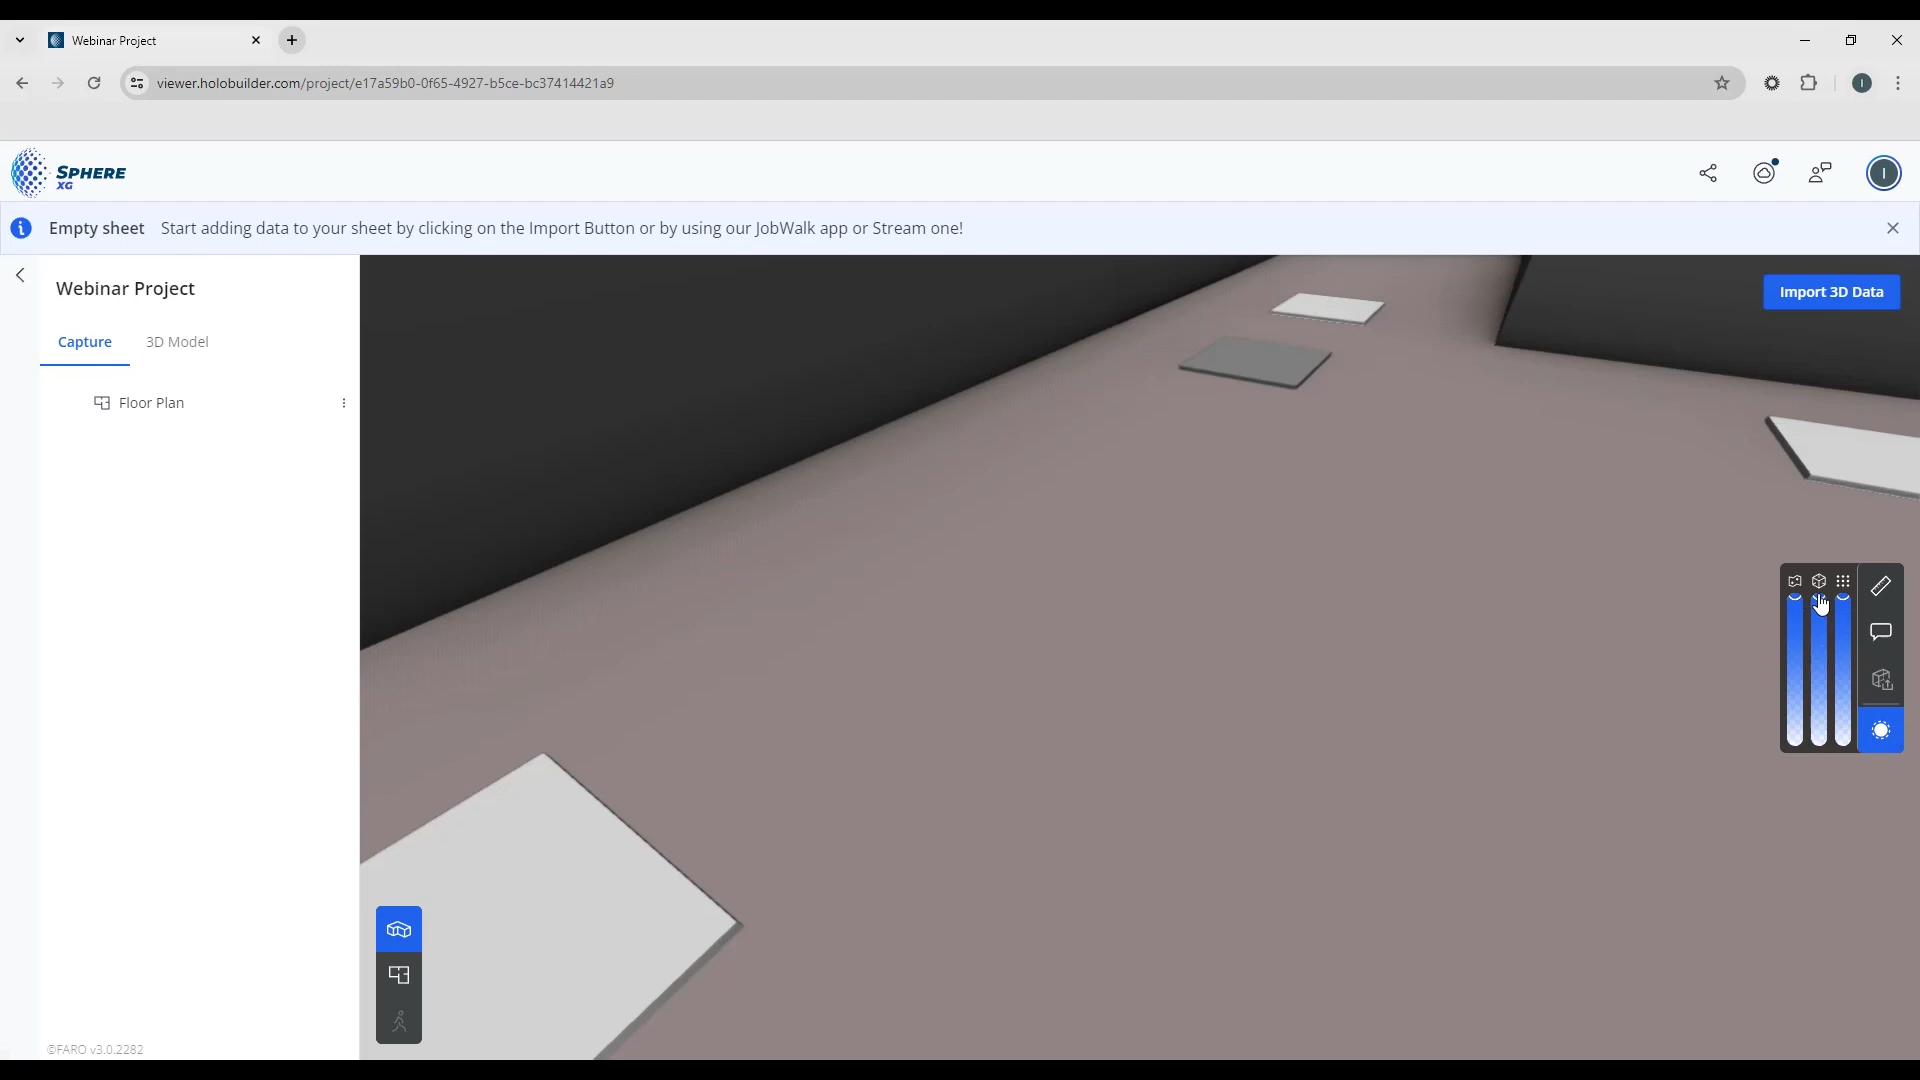 Webinar Project
viewer.holobuilder.com/project/e17a59b0-0f65-4927-b5ce-bc37414421a9
I
SPHERE
XG
I
Empty sheet Start adding data to your sheet by clicking on the Import Button or by using our JobWalk app or Stream one!
Webinar Project
Import 3D Data
Capture 3D Model
Floor Plan
©FARO v3.0.2282